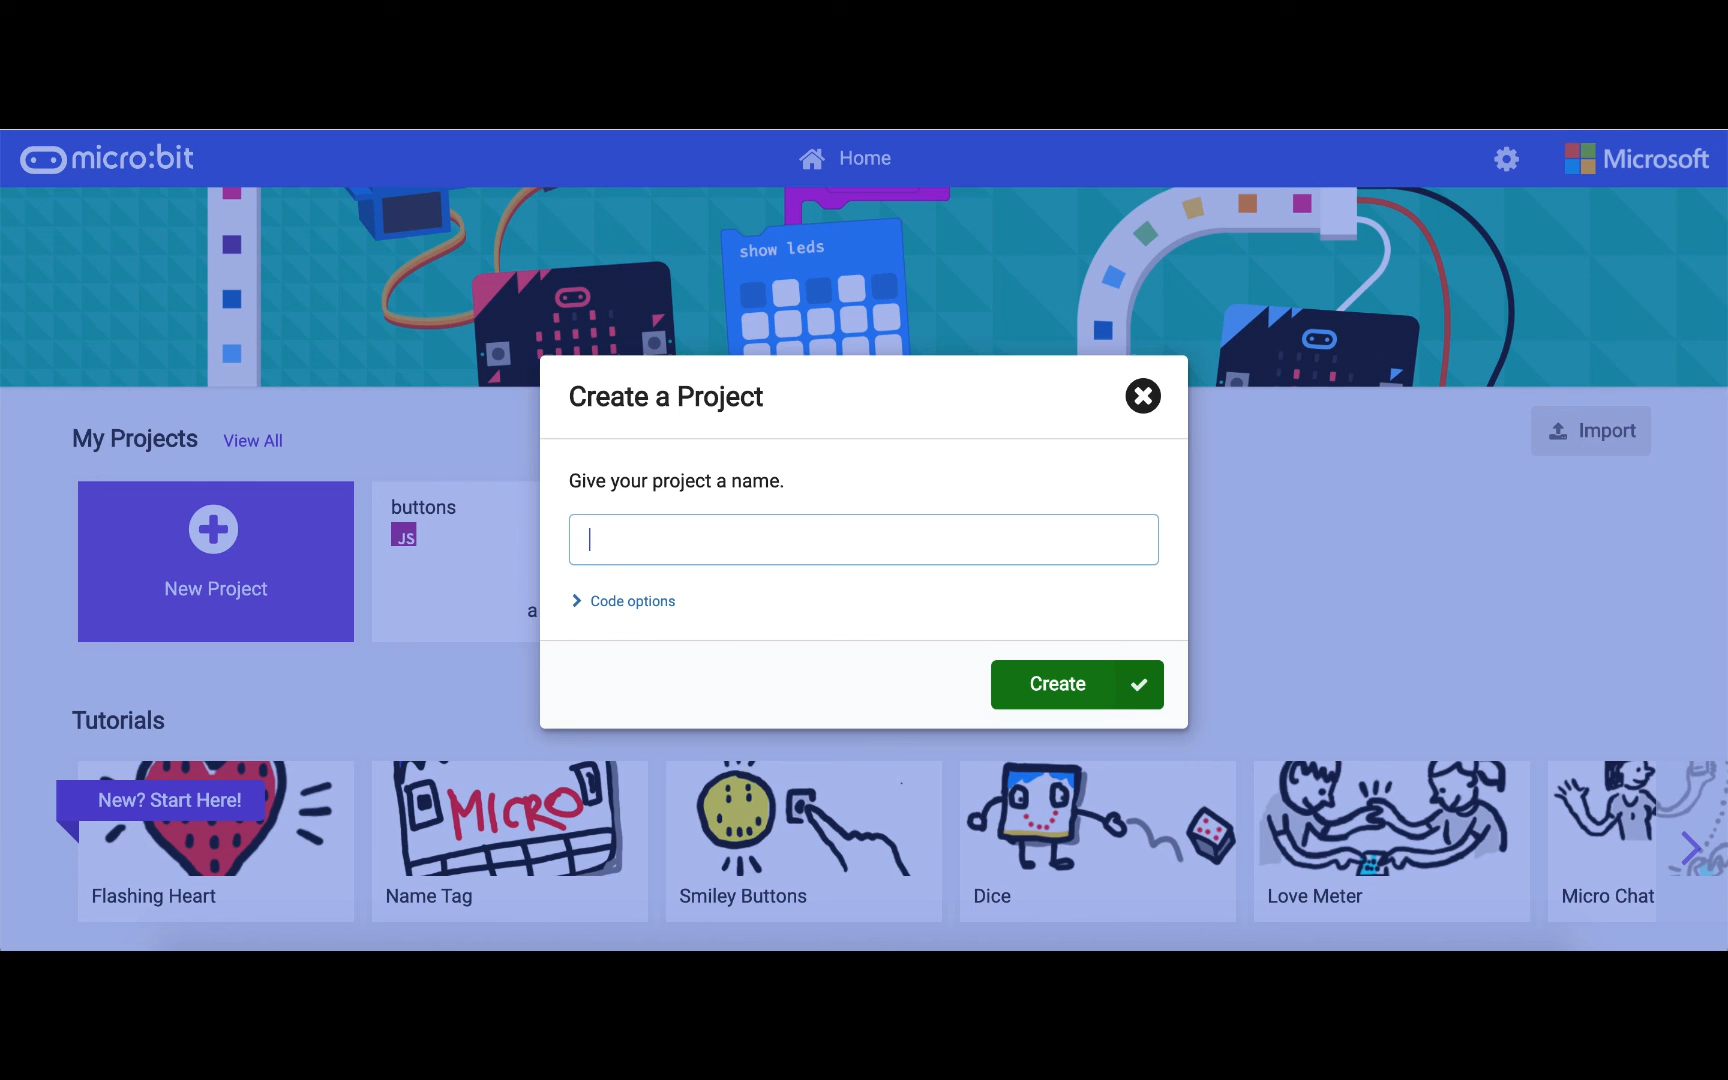 micro:bit
Home
Microsoft
show leds
Create a Project
My Projects
View All
Import
Give your project a name.
buttons
JS
New Project
a
Code options
Create
Tutorials
New? Start Here!
MICRO
Flashing Heart
Name Tag
Smiley Buttons
Dice
Love Meter
Micro Chat